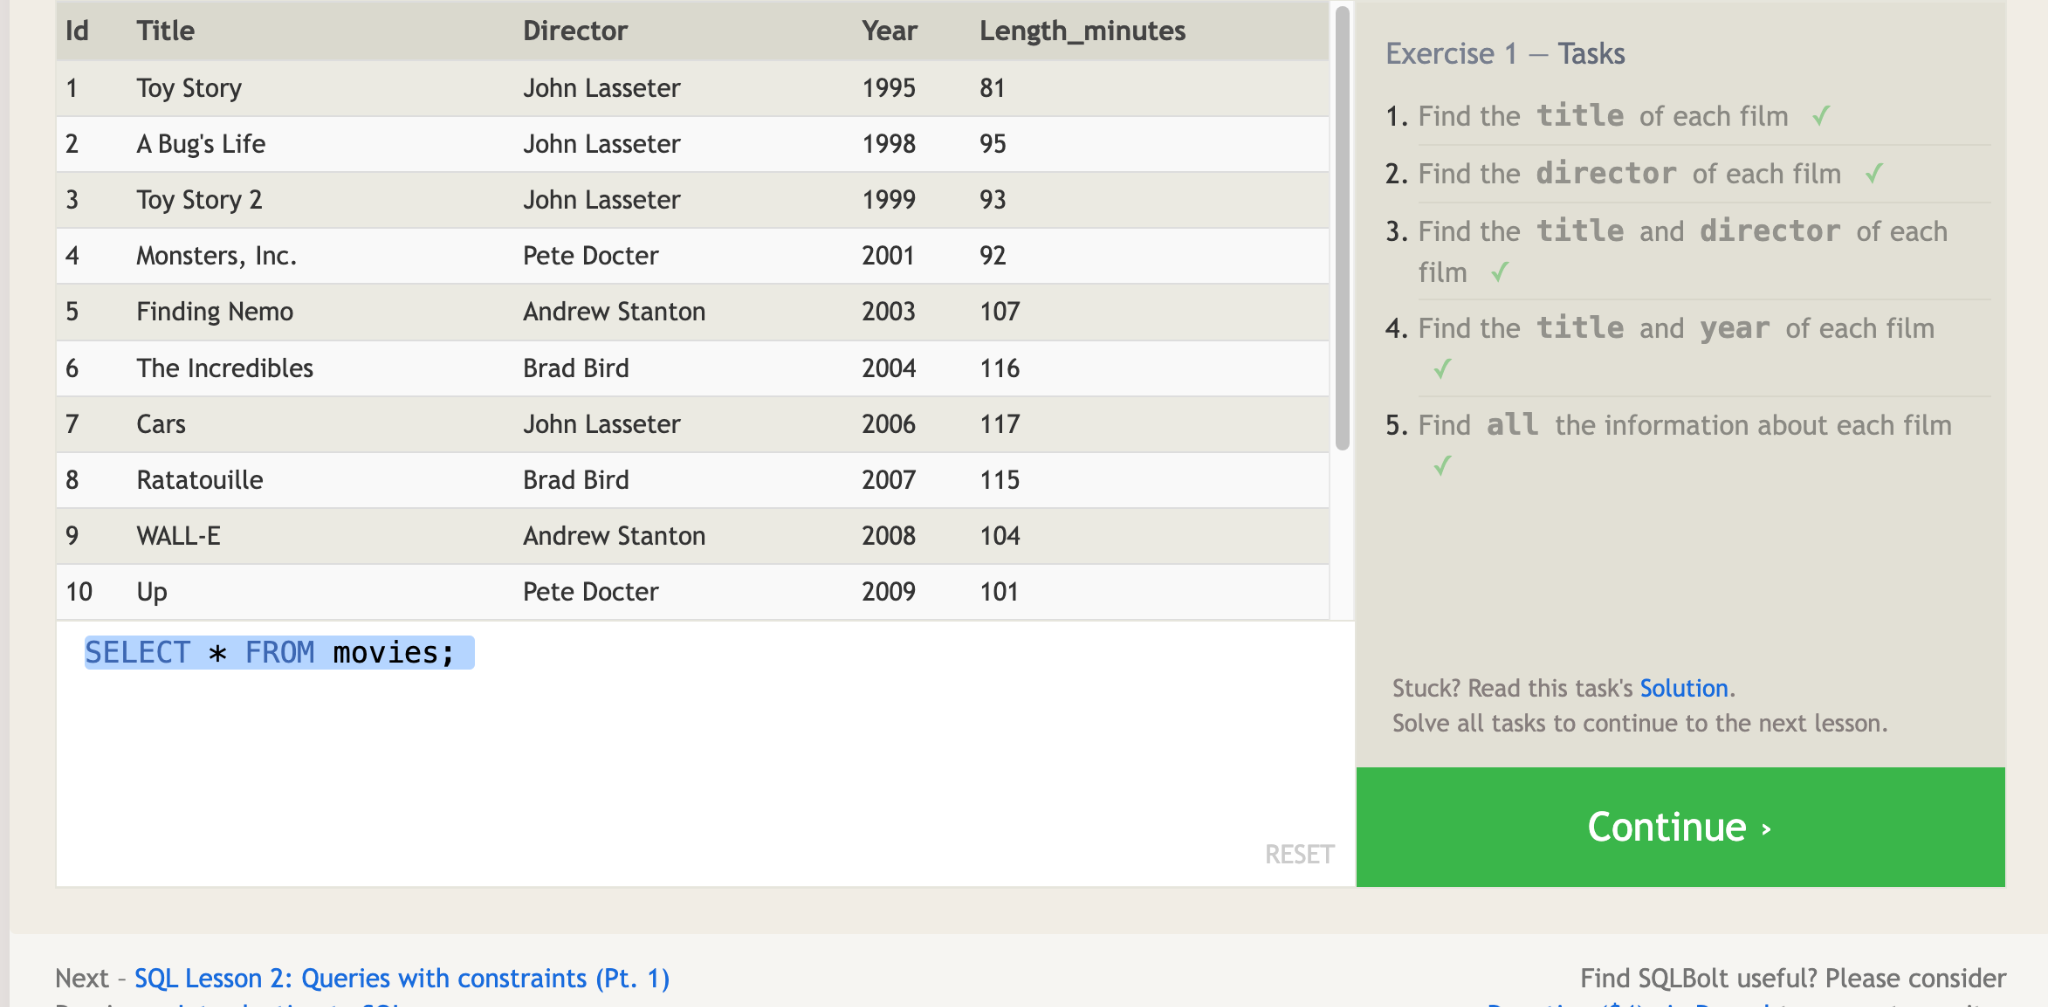 Id Title Director Year Length_minutes
1 Toy Story John Lasseter 1995 81
2 A Bug's Life John Lasseter 1998 95
3 Toy Story 2 John Lasseter 1999 93
4 Monsters, Inc. Pete Docter 2001 92
5 Finding Nemo Andrew Stanton 2003 107
6 The Incredibles Brad Bird 2004 116
7 Cars John Lasseter 2006 117
8 Ratatouille Brad Bird 2007 115
9 WALL-E Andrew Stanton 2008 104
10 Up Pete Docter 2009 101
SELECT * FROM movies;
RESET
Exercise 1 — Tasks
1. Find the title of each film ✓
2. Find the director of each film ✓
3. Find the title and director of each
film ✓
4. Find the title and year of each film
✓
5. Find all the information about each film
✓
Stuck? Read this task's Solution.
Solve all tasks to continue to the next lesson.
Continue ›
Next – SQL Lesson 2: Queries with constraints (Pt. 1)
Find SQLBolt useful? Please consider